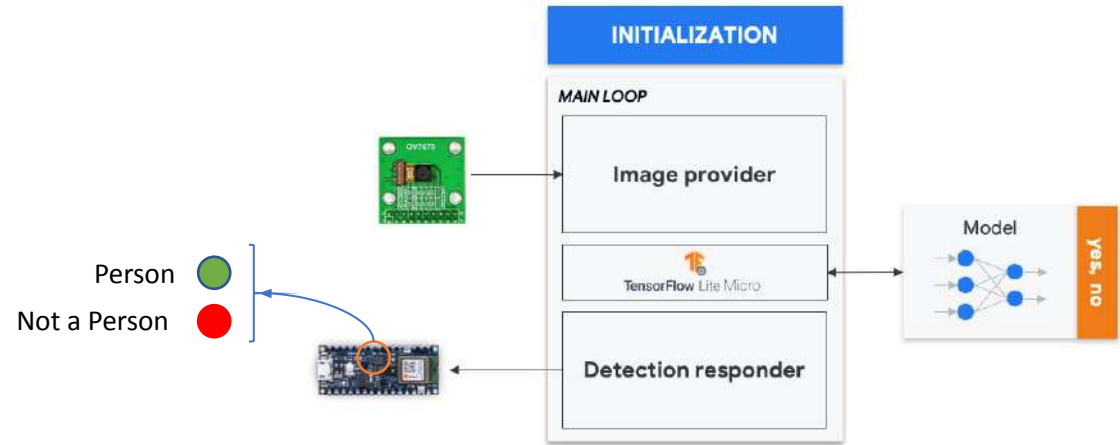 INITIALIZATION
MAIN LOOP
OV7675
Image provider
Model
yes, no
Person
TensorFlow Lite Micro
Not a Person
Detection responder